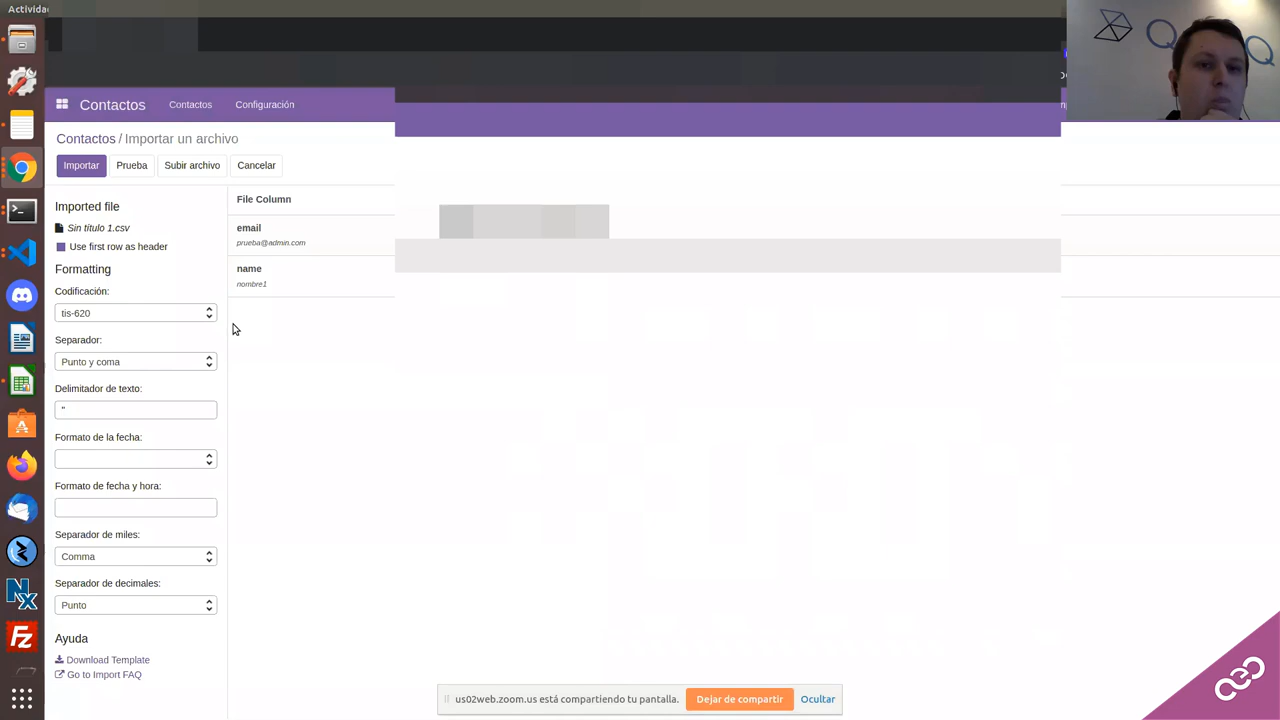 Activida
Contactos Contactos Configuración
Contactos / Importar un archivo
Importar Prueba Subir archivo Cancelar
Imported file
Sin título 1.csv
Use first row as header
Formatting
Codificación:
tis-620
Separador:
Punto y coma
Delimitador de texto:
"
Formato de la fecha:
Formato de fecha y hora:
Separador de miles:
Comma
Separador de decimales:
Punto
Ayuda
Download Template
Go to Import FAQ
File Column
email
prueba@admin.com
name
nombre1
us02web.zoom.us está compartiendo tu pantalla. Dejar de compartir Ocultar